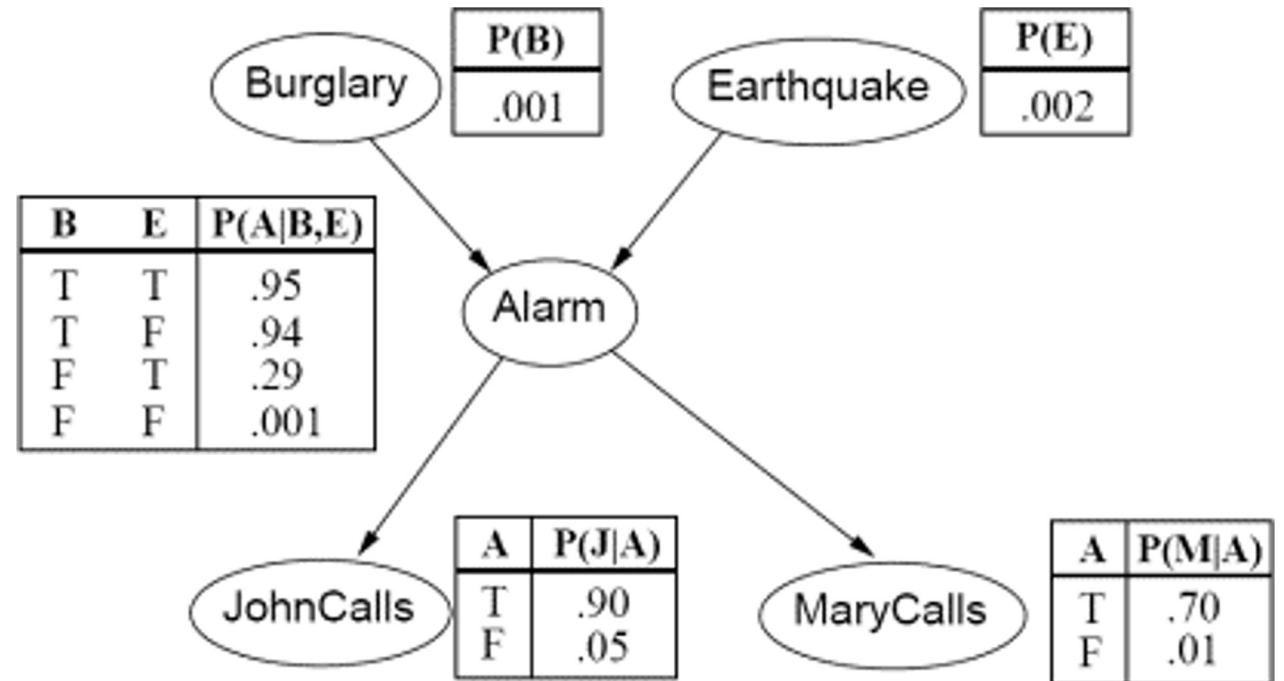 Burglary
P(B)
.001
Earthquake
P(E)
.002
B E P(A|B,E)
T T .95
T F .94
F T .29
F F .001
Alarm
JohnCalls
A P(J|A)
T .90
F .05
MaryCalls
A P(M|A)
T .70
F .01